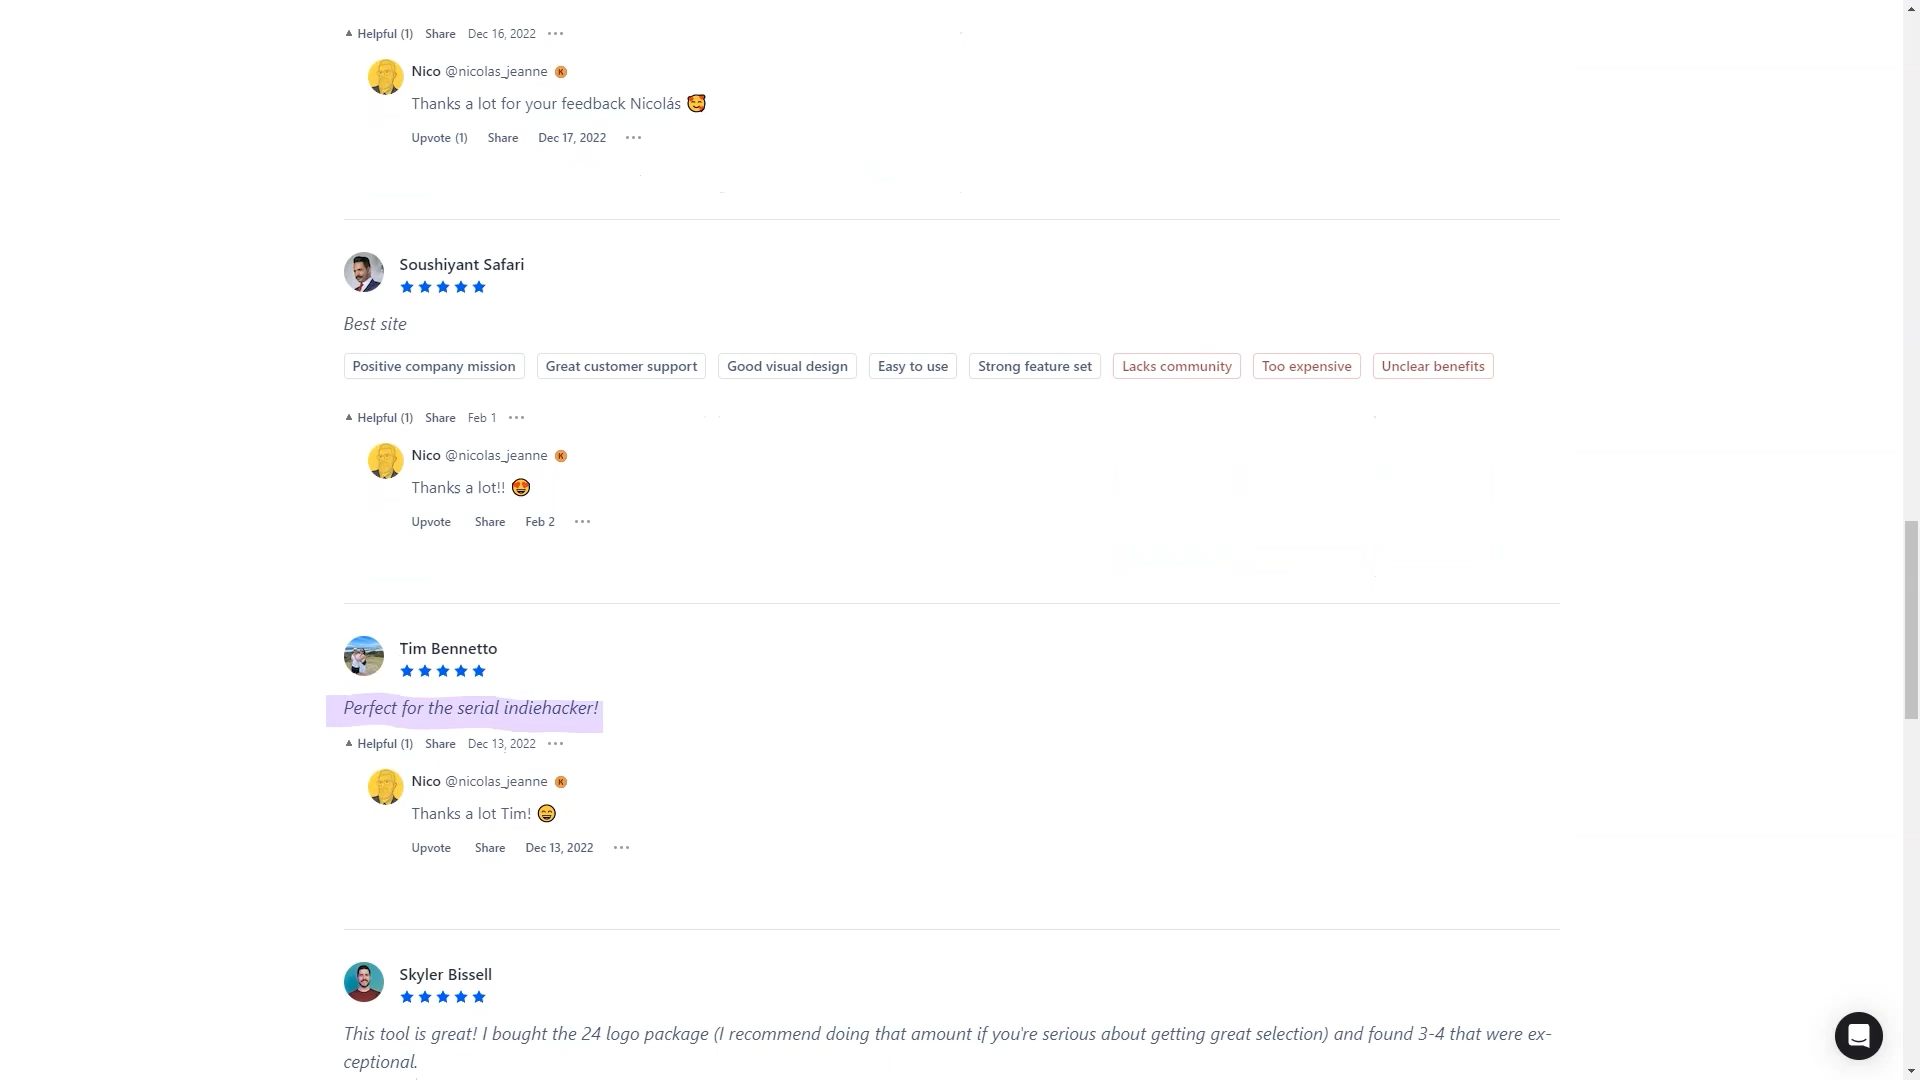 Helpful (1) Share Dec 16, 2022 •••
Nico @nicolas_jeanne K
Thanks a lot for your feedback Nicolás 🥰
Upvote (1) Share Dec 17, 2022 •••
Soushiyant Safari
Best site
Positive company mission Great customer support Good visual design Easy to use Strong feature set Lacks community Too expensive Unclear benefits
Helpful (1) Share Feb 1 •••
Nico @nicolas_jeanne K
Thanks a lot!! 😍
Upvote Share Feb 2 •••
Tim Bennetto
Perfect for the serial indiehacker!
Helpful (1) Share Dec 13, 2022 •••
Nico @nicolas_jeanne K
Thanks a lot Tim! 😄
Upvote Share Dec 13, 2022 •••
Skyler Bissell
This tool is great! I bought the 24 logo package (I recommend doing that amount if you're serious about getting great selection) and found 3-4 that were ex-
ceptional.